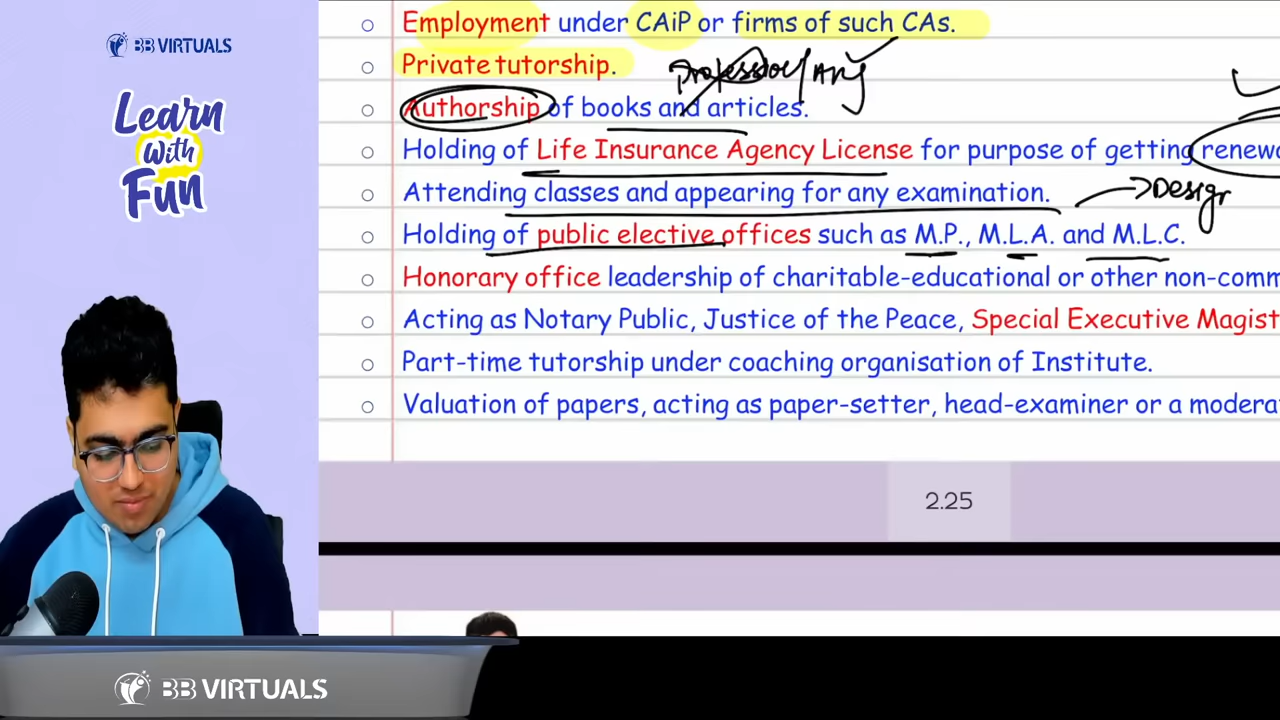 BB VIRTUALS
Learn
With
Fun
Employment under CAiP or firms of such CAs.
Private tutorship.
Professional / Any
Authorship of books and articles.
Holding of Life Insurance Agency License for purpose of getting renewa
Attending classes and appearing for any examination.
Design
Holding of public elective offices such as M.P., M.L.A. and M.L.C.
Honorary office leadership of charitable-educational or other non-comm
Acting as Notary Public, Justice of the Peace, Special Executive Magist
Part-time tutorship under coaching organisation of Institute.
Valuation of papers, acting as paper-setter, head-examiner or a modera
2.25
BB VIRTUALS